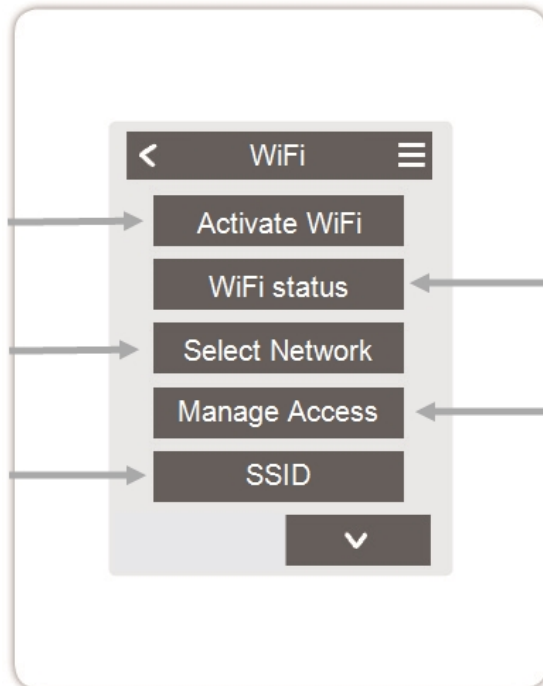 WiFi
Activate WiFi
WiFi status
Select Network
Manage Access
SSID